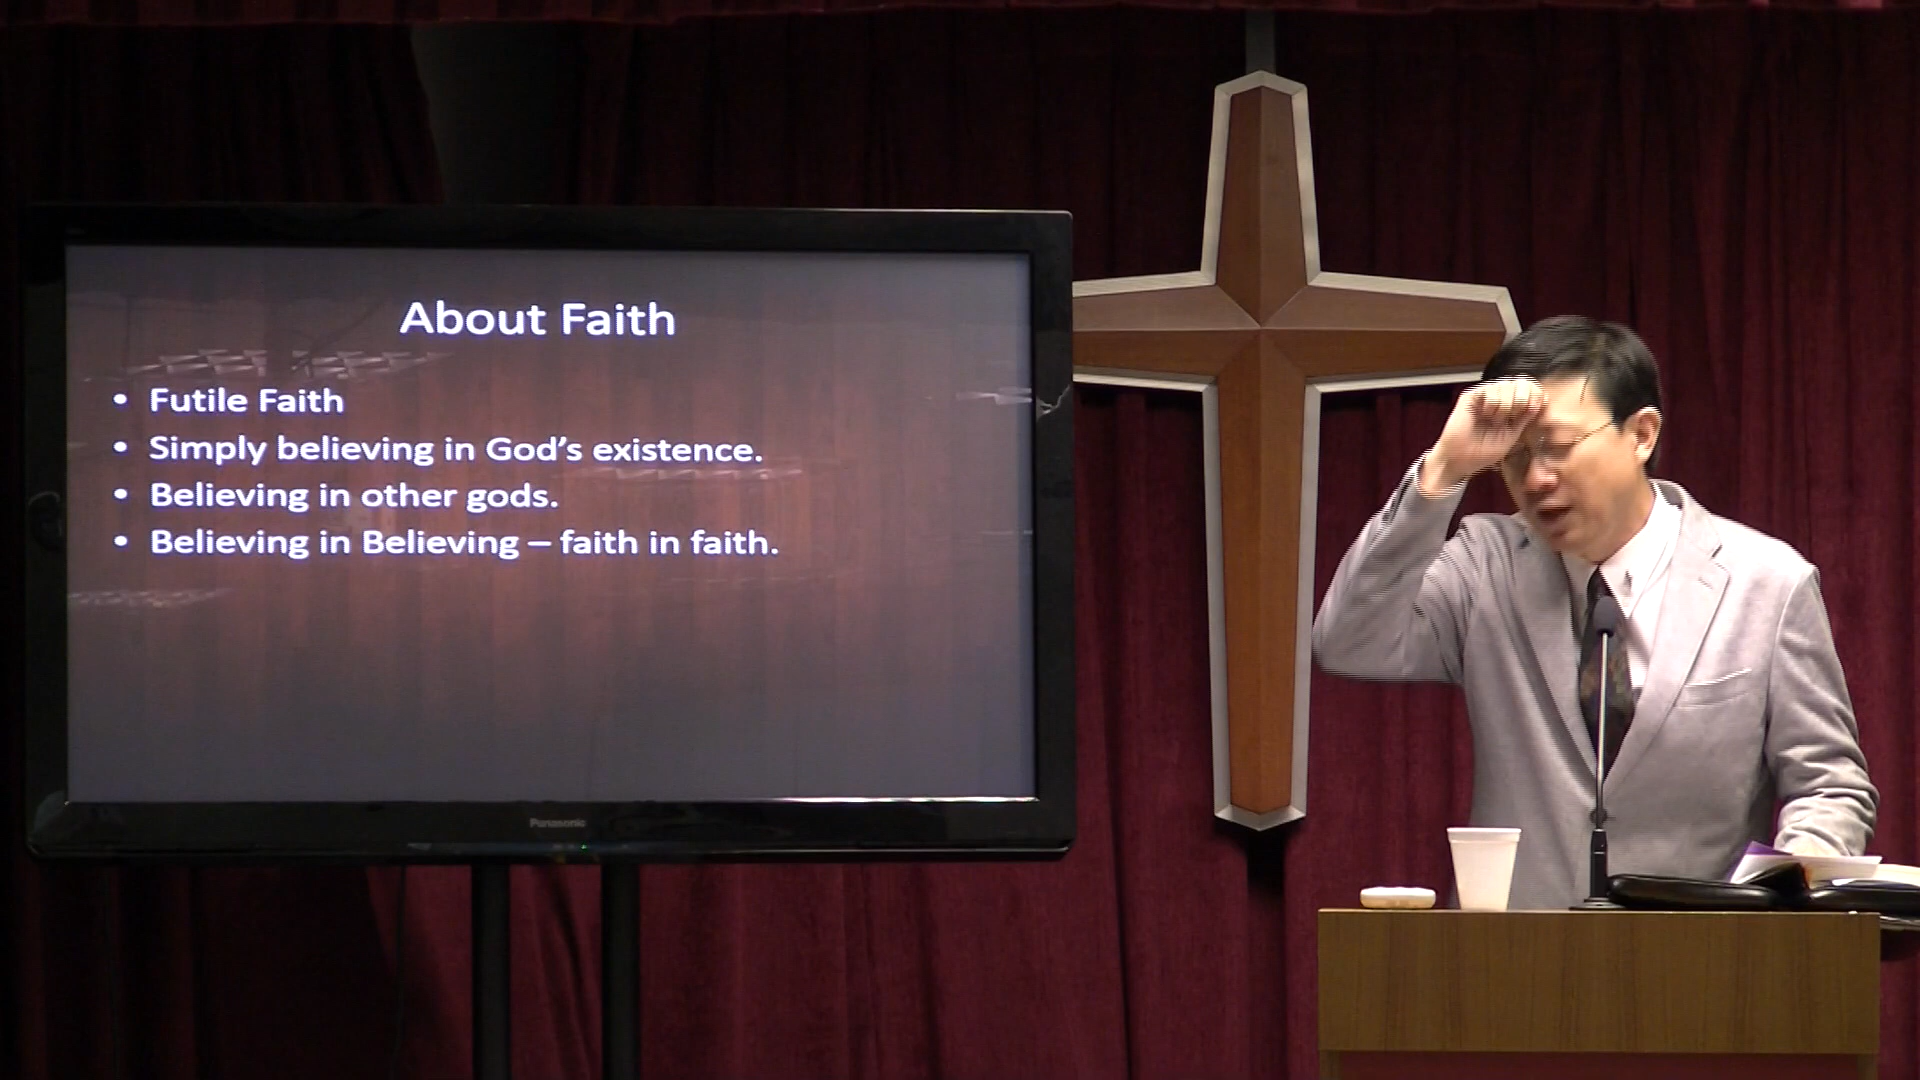 About Faith
• Futile Faith
• Simply believing in God's existence.
• Believing in other gods.
• Believing in Believing – faith in faith.
Panasonic